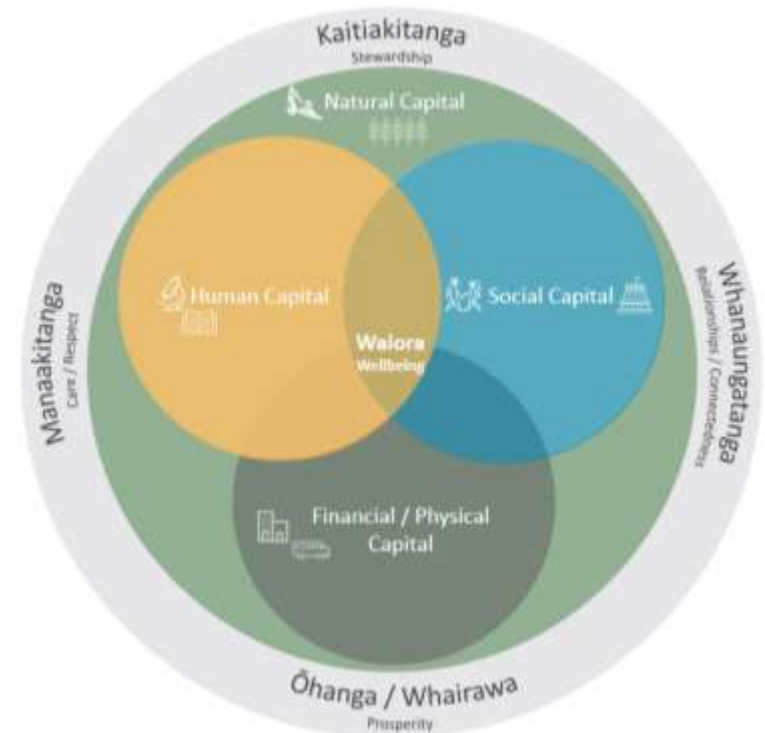 Kaitiakitanga
Stewardship
Natural Capital
Human Capital
Social Capital
Waiora
Wellbeing
Financial / Physical
Capital
Manaakitanga
Care / Respect
Whanaungatanga
Relationships / Connectedness
Ōhanga / Whairawa
Prosperity